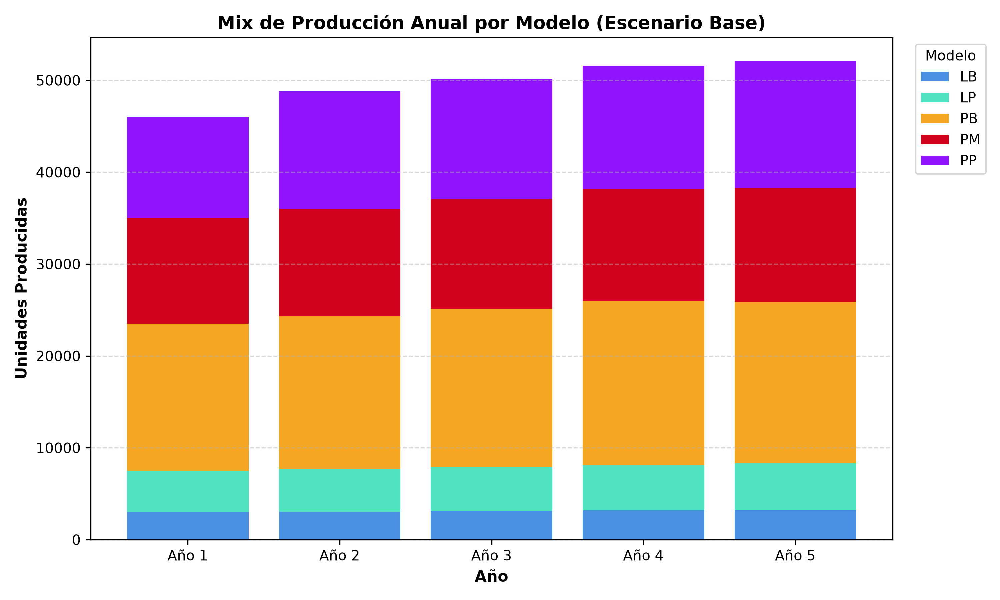 Mix de Producción Anual por Modelo (Escenario Base)
Modelo
LB
LP
PB
PM
PP
Unidades Producidas
50000
40000
30000
20000
10000
0
Año 1
Año 2
Año 3
Año 4
Año 5
Año